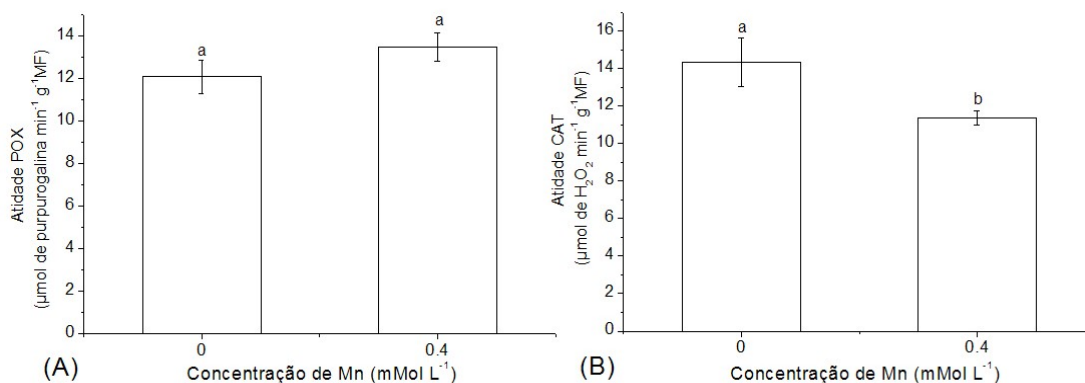 Atidade POX
(µmol de purpurogalina min⁻¹ g⁻¹MF)
14
12
10
8
6
4
2
0
a
a
0
0.4
(A)
Concentração de Mn (mMol L⁻¹)
Atidade CAT
(µmol de H₂O₂ min⁻¹ g⁻¹MF)
16
14
12
10
8
6
4
2
0
a
b
0
0.4
(B)
Concentração de Mn (mMol L⁻¹)